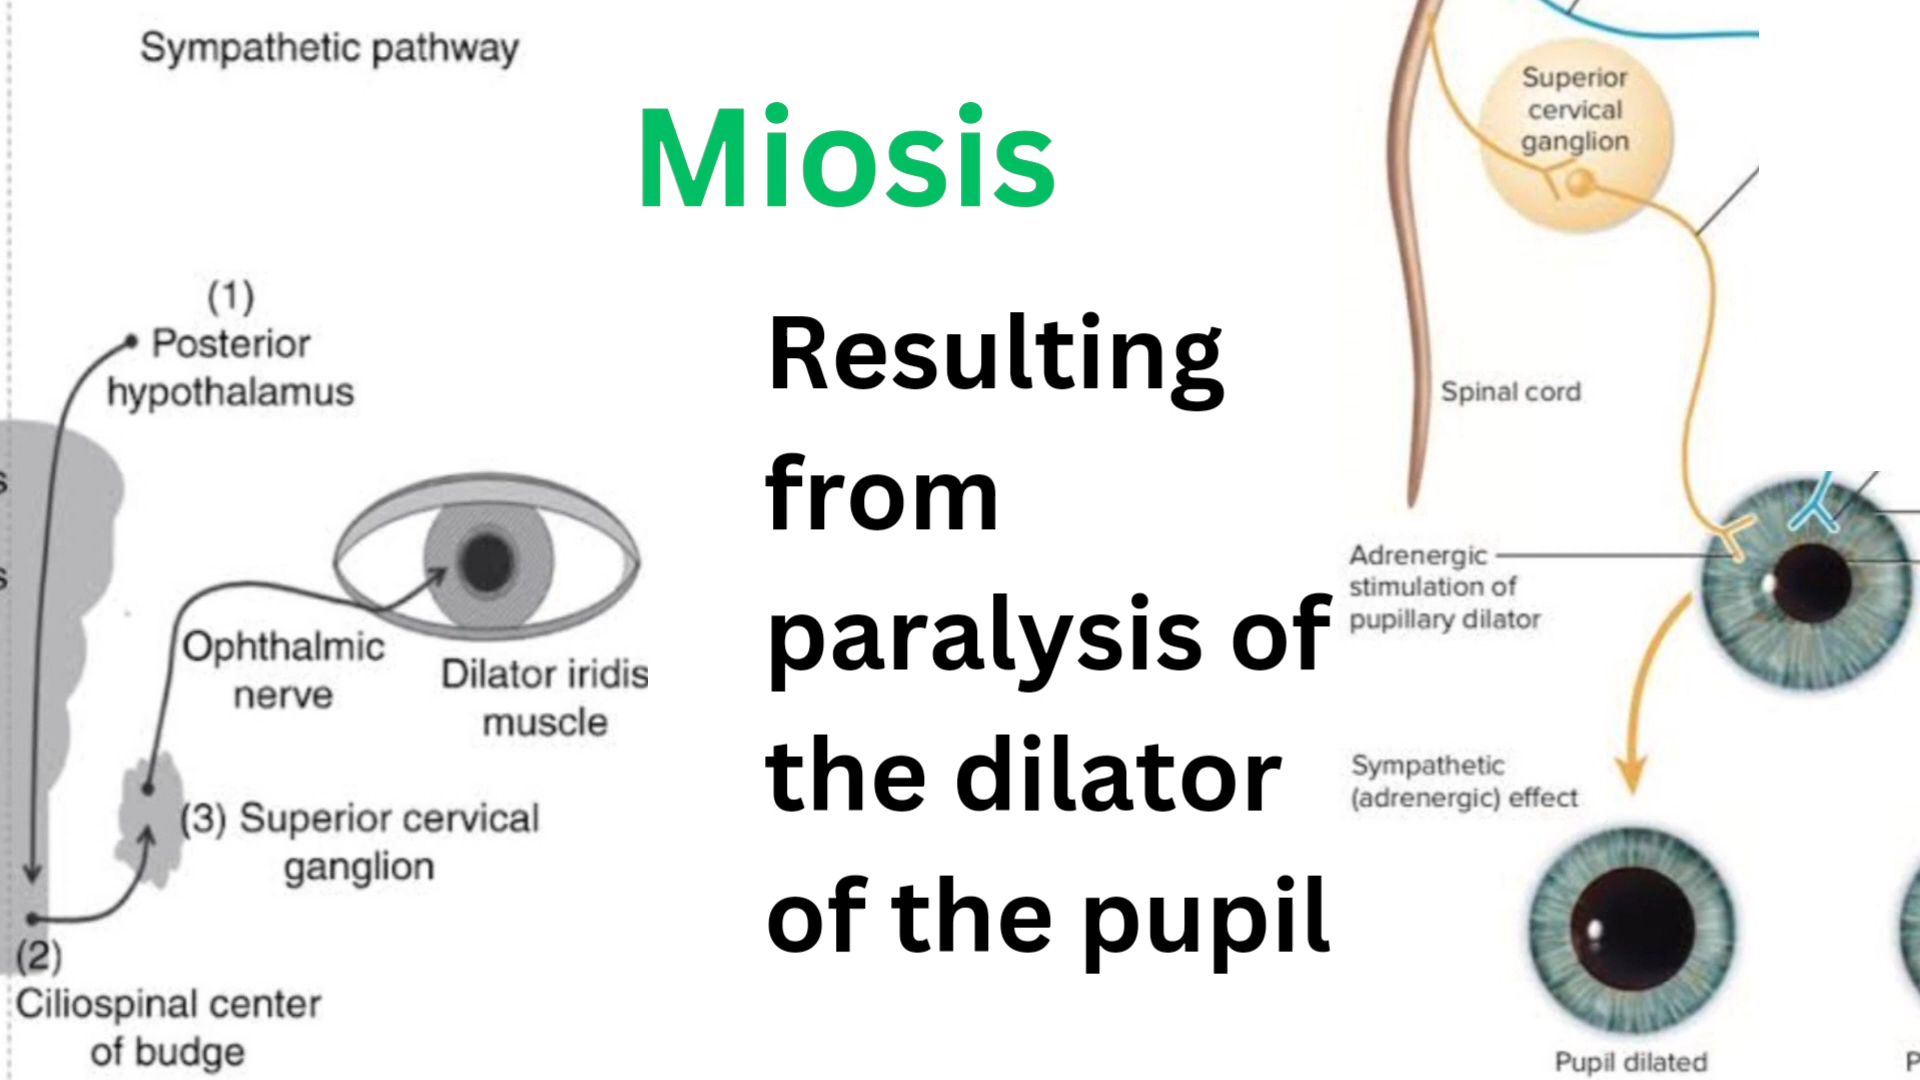 Sympathetic pathway
(1)
Posterior
hypothalamus
Ophthalmic
nerve
Dilator iridis
muscle
(3) Superior cervical
ganglion
(2)
Ciliospinal center
of budge
Miosis
Resulting
from
paralysis of
the dilator
of the pupil
Superior
cervical
ganglion
Spinal cord
Adrenergic
stimulation of
pupillary dilator
Sympathetic
(adrenergic) effect
Pupil dilated